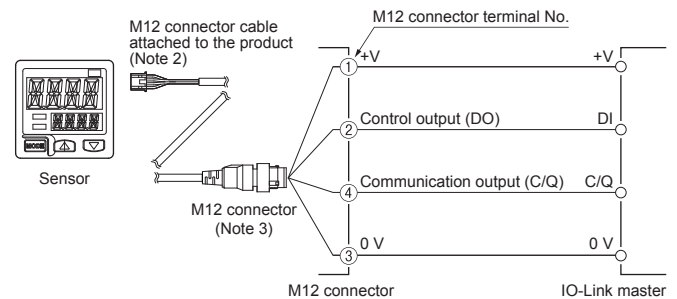 M12 connector terminal No.
M12 connector cable
attached to the product
(Note 2)
MODE
Sensor
M12 connector
(Note 3)
1 +V +V
2 Control output (DO) DI
4 Communication output (C/Q) C/Q
3 0 V 0 V
M12 connector
IO-Link master